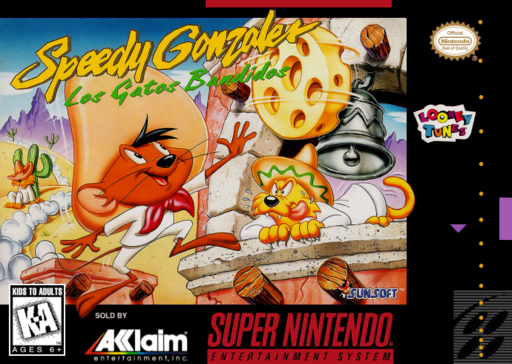 Speedy Gonzales
Los Gatos Bandidos
Official
Nintendo
Seal of Quality
LOONEY
TUNES
SUNSOFT
KIDS TO ADULTS
KA
AGES 6+
SOLD BY
AKlaim
entertainment, inc.
SUPER NINTENDO
ENTERTAINMENT SYSTEM